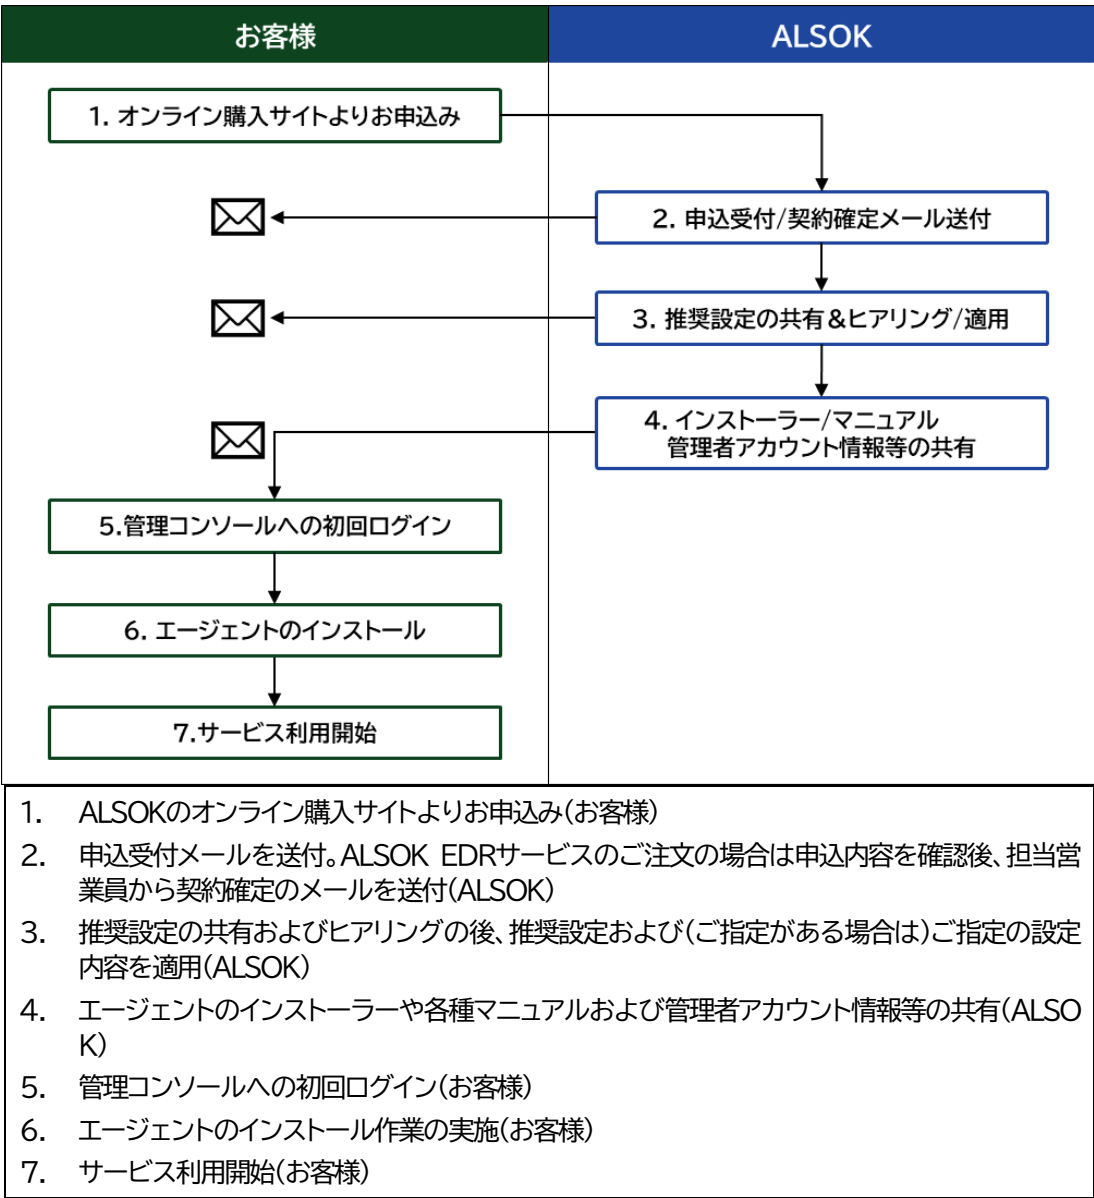 お客様
ALSOK
1. オンライン購入サイトよりお申込み
2. 申込受付/契約確定メール送付
3. 推奨設定の共有&ヒアリング/適用
4. インストーラー/マニュアル
管理者アカウント情報等の共有
5.管理コンソールへの初回ログイン
6. エージェントのインストール
7.サービス利用開始
1. ALSOKのオンライン購入サイトよりお申込み(お客様)
2. 申込受付メールを送付。ALSOK EDRサービスのご注文の場合は申込内容を確認後、担当営
業員から契約確定のメールを送付(ALSOK)
3. 推奨設定の共有およびヒアリングの後、推奨設定および(ご指定がある場合は)ご指定の設定
内容を適用(ALSOK)
4. エージェントのインストーラーや各種マニュアルおよび管理者アカウント情報等の共有(ALSO
K)
5. 管理コンソールへの初回ログイン(お客様)
6. エージェントのインストール作業の実施(お客様)
7. サービス利用開始(お客様)